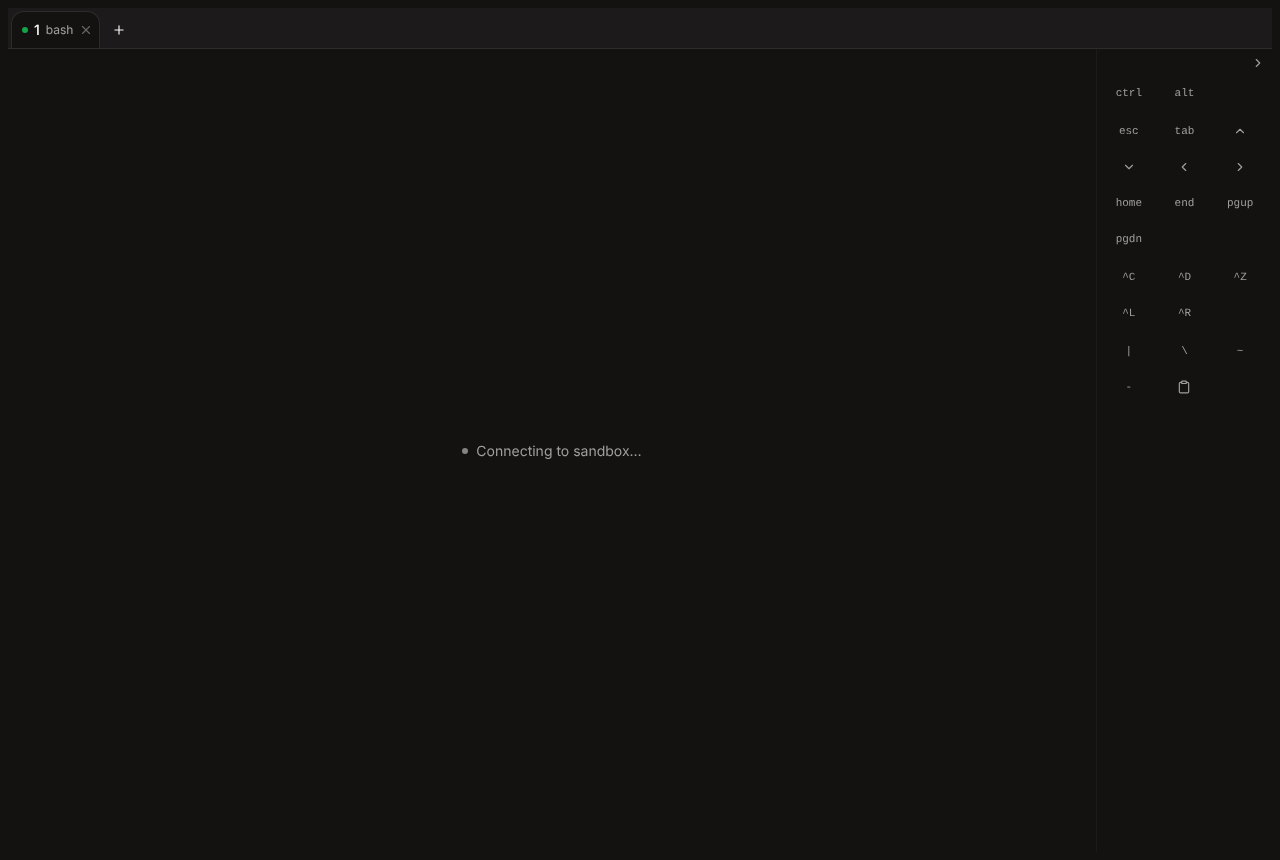 1 bash
ctrl alt
esc tab
home end pgup
pgdn
^C ^D ^Z
^L ^R
| \ ~
-
Connecting to sandbox...